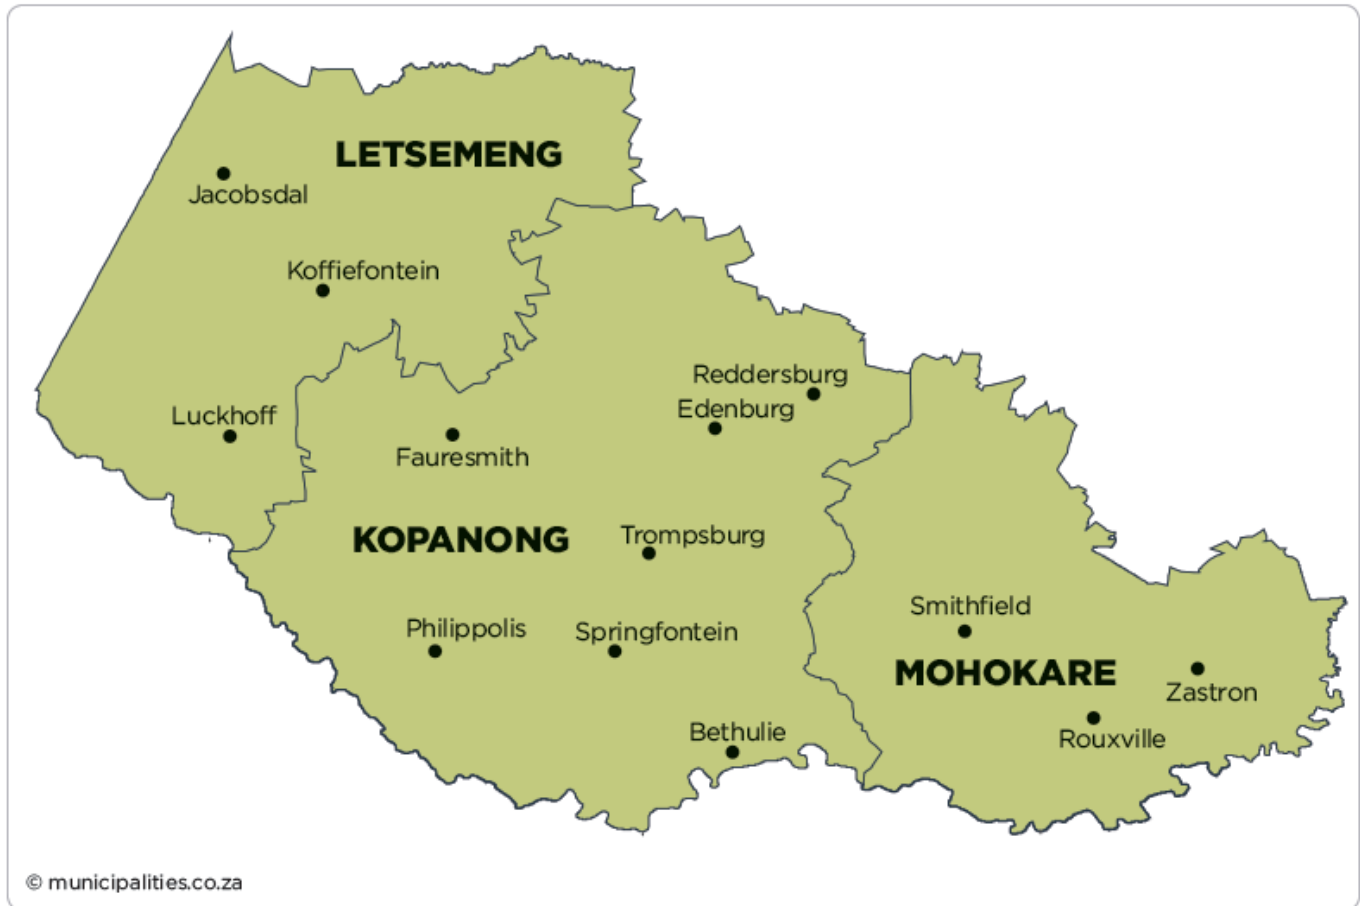 LETSEMENG
Jacobsdal
Koffiefontein
Reddersburg
Edenburg
Luckhoff
Fauresmith
KOPANONG
Trompsburg
Smithfield
Philippolis
Springfontein
MOHOKARE
Zastron
Bethulie
Rouxville
© municipalities.co.za